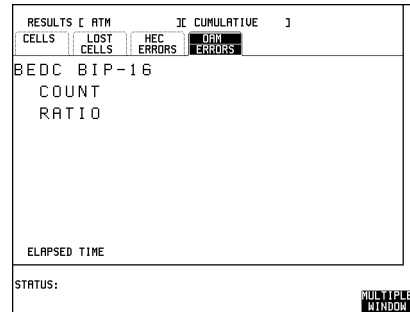 RESULTS [ ATM ][ CUMULATIVE ]
CELLS LOST CELLS HEC ERRORS OAM ERRORS
BEDC BIP-16
COUNT
RATIO
ELAPSED TIME
STATUS:
MULTIPLE WINDOW